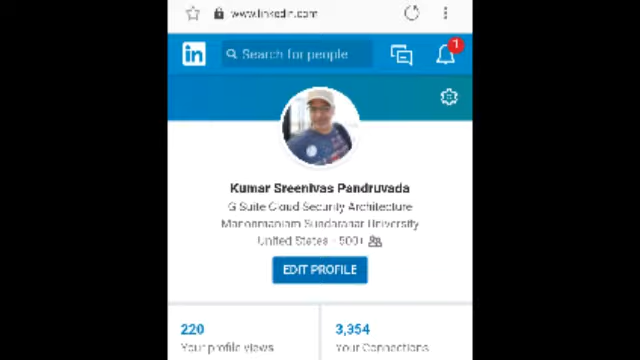 www.linkedin.com
in
Search for people
1
Kumar Sreenivas Pandruvada
G Suite Cloud Security Architecture
Manonmaniam Sundaranar University
United States - 500+
EDIT PROFILE
220
Your profile views
3,354
Your Connections